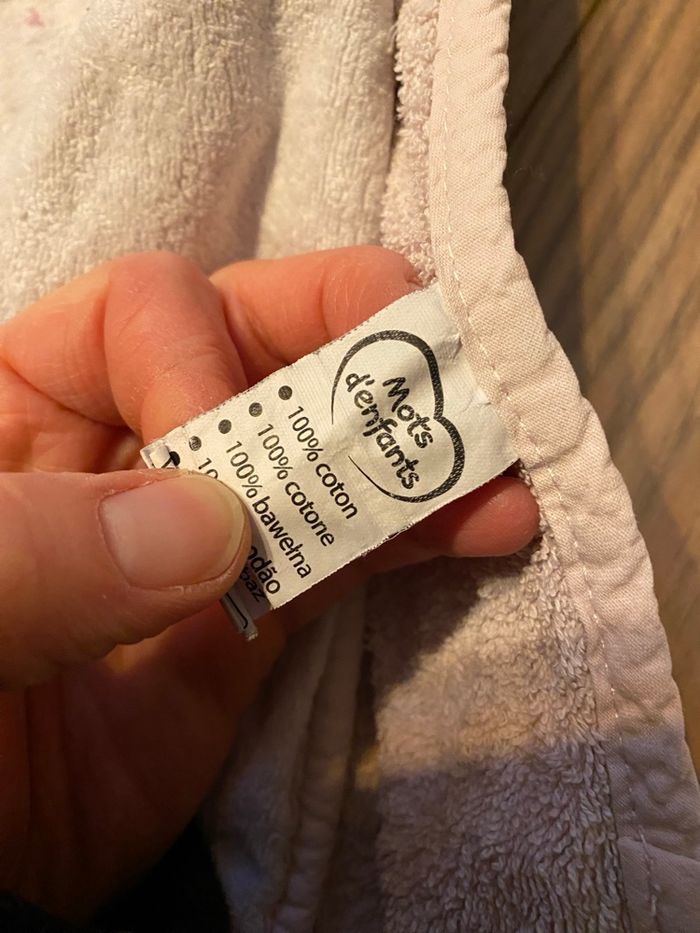 Mots
d'enfants
100% coton
100% cotone
100% bawełna